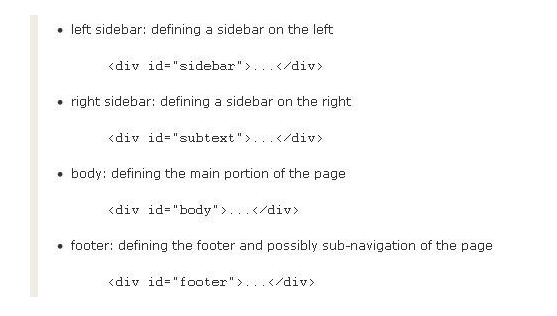 • left sidebar: defining a sidebar on the left
<div id="sidebar">...</div>
• right sidebar: defining a sidebar on the right
<div id="subtext">...</div>
• body: defining the main portion of the page
<div id="body">...</div>
• footer: defining the footer and possibly sub-navigation of the page
<div id="footer">...</div>